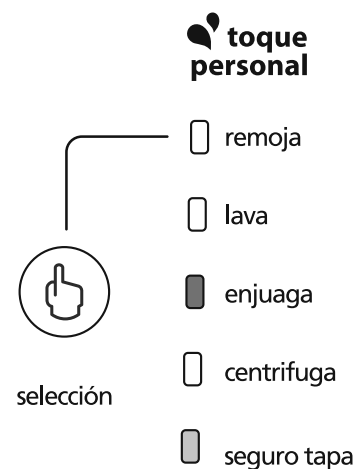 toque
personal
remoja
lava
enjuaga
centrifuga
selección
seguro tapa